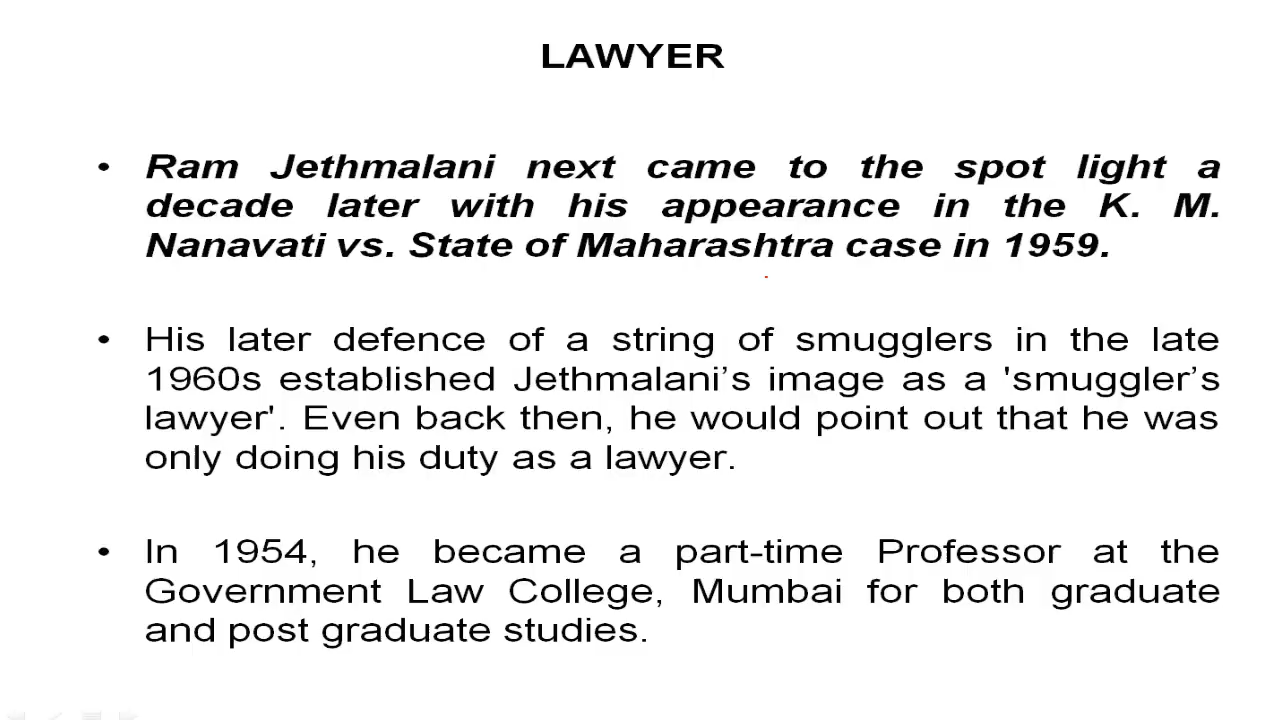 LAWYER
• Ram Jethmalani next came to the spot light a
decade later with his appearance in the K. M.
Nanavati vs. State of Maharashtra case in 1959.
• His later defence of a string of smugglers in the late
1960s established Jethmalani’s image as a 'smuggler’s
lawyer'. Even back then, he would point out that he was
only doing his duty as a lawyer.
• In 1954, he became a part-time Professor at the
Government Law College, Mumbai for both graduate
and post graduate studies.